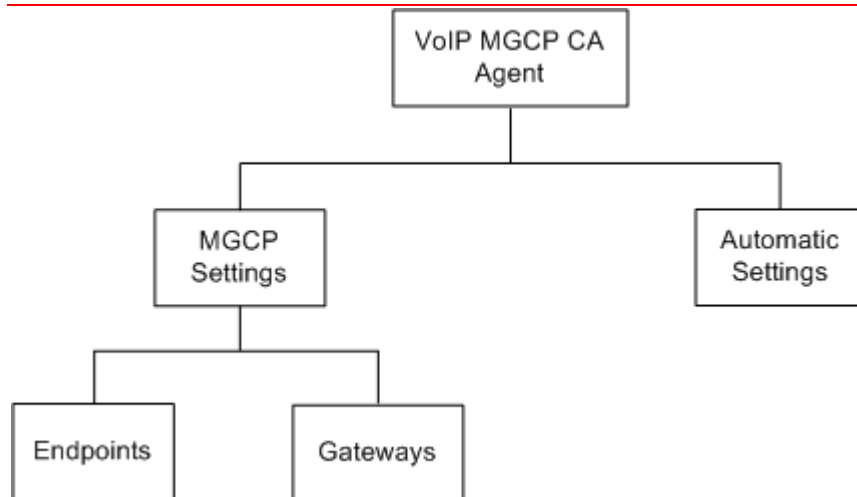 VoIP MGCP CA
Agent
MGCP
Settings
Automatic
Settings
Endpoints
Gateways